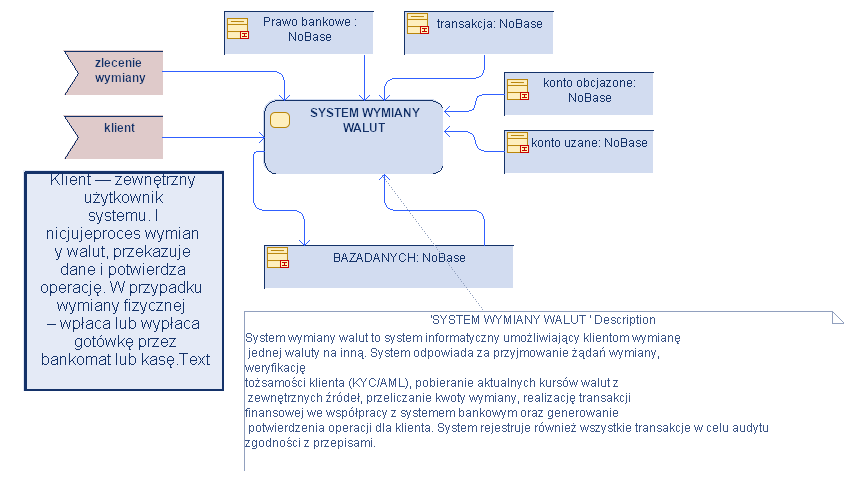 Prawo bankowe :
NoBase
transakcja: NoBase
zlecenie
wymiany
konto obcjazone:
NoBase
SYSTEM WYMIANY
WALUT
klient
konto uzane: NoBase
Klient — zewnętrzny
użytkownik
systemu. I
nicjujeproces wymian
y walut, przekazuje
dane i potwierdza
operację. W przypadku
wymiany fizycznej
– wpłaca lub wypłaca
gotówkę przez
bankomat lub kasę.Text
BAZADANYCH: NoBase
'SYSTEM WYMIANY WALUT ' Description
System wymiany walut to system informatyczny umożliwiający klientom wymianę
jednej waluty na inną. System odpowiada za przyjmowanie żądań wymiany,
weryfikację
tożsamości klienta (KYC/AML), pobieranie aktualnych kursów walut z
zewnętrznych źródeł, przeliczanie kwoty wymiany, realizację transakcji
finansowej we współpracy z systemem bankowym oraz generowanie
potwierdzenia operacji dla klienta. System rejestruje również wszystkie transakcje w celu audytu
zgodności z przepisami.